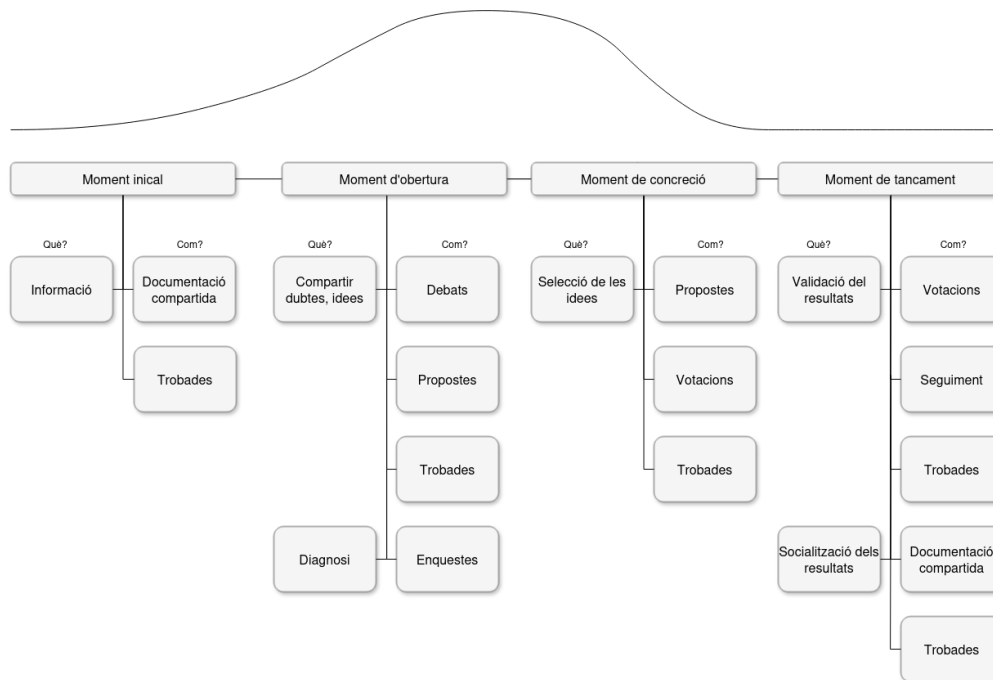 Moment inical
Moment d'obertura
Moment de concreció
Moment de tancament
Què?
Com?
Què?
Com?
Què?
Com?
Què?
Com?
Informació
Documentació
compartida
Compartir
dubtes, idees
Debats
Selecció de les
idees
Propostes
Validació del
resultats
Votacions
Trobades
Propostes
Votacions
Seguiment
Trobades
Trobades
Trobades
Diagnosi
Enquestes
Socialització dels
resultats
Documentació
compartida
Trobades